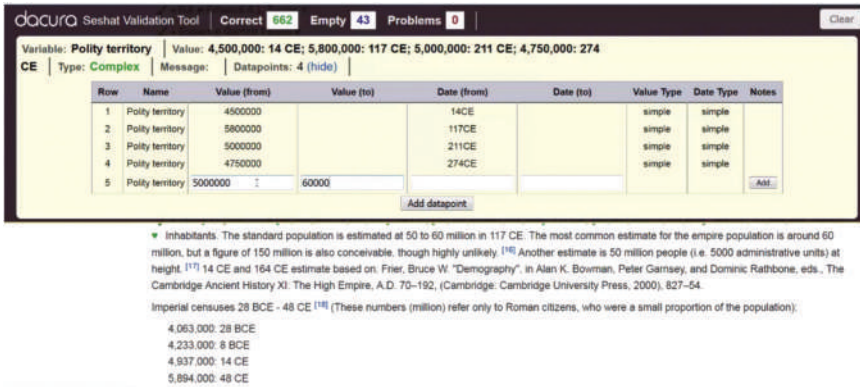 dacura Seshat Validation Tool | Correct 662 Empty 43 Problems 0 Clear
Variable: Polity territory | Value: 4,500,000: 14 CE; 5,800,000: 117 CE; 5,000,000: 211 CE; 4,750,000: 274
CE | Type: Complex | Message: | Datapoints: 4 (hide) |
Row Name Value (from) Value (to) Date (from) Date (to) Value Type Date Type Notes
1 Polity territory 4500000 14CE simple simple
2 Polity territory 5800000 117CE simple simple
3 Polity territory 5000000 211CE simple simple
4 Polity territory 4750000 274CE simple simple
5 Polity territory 5000000 60000 Add
Add datapoint
♥ Inhabitants. The standard population is estimated at 50 to 60 million in 117 CE. The most common estimate for the empire population is around 60
million, but a figure of 150 million is also conceivable, though highly unlikely. [16] Another estimate is 50 million people (i.e. 5000 administrative units) at
height. [17] 14 CE and 164 CE estimate based on: Frier, Bruce W. "Demography", in Alan K. Bowman, Peter Garnsey, and Dominic Rathbone, eds., The
Cambridge Ancient History XI: The High Empire, A.D. 70–192, (Cambridge: Cambridge University Press, 2000), 827–54.
Imperial censuses 28 BCE - 48 CE [18] (These numbers (million) refer only to Roman citizens, who were a small proportion of the population):
4,063,000: 28 BCE
4,233,000: 8 BCE
4,937,000: 14 CE
5,894,000: 48 CE